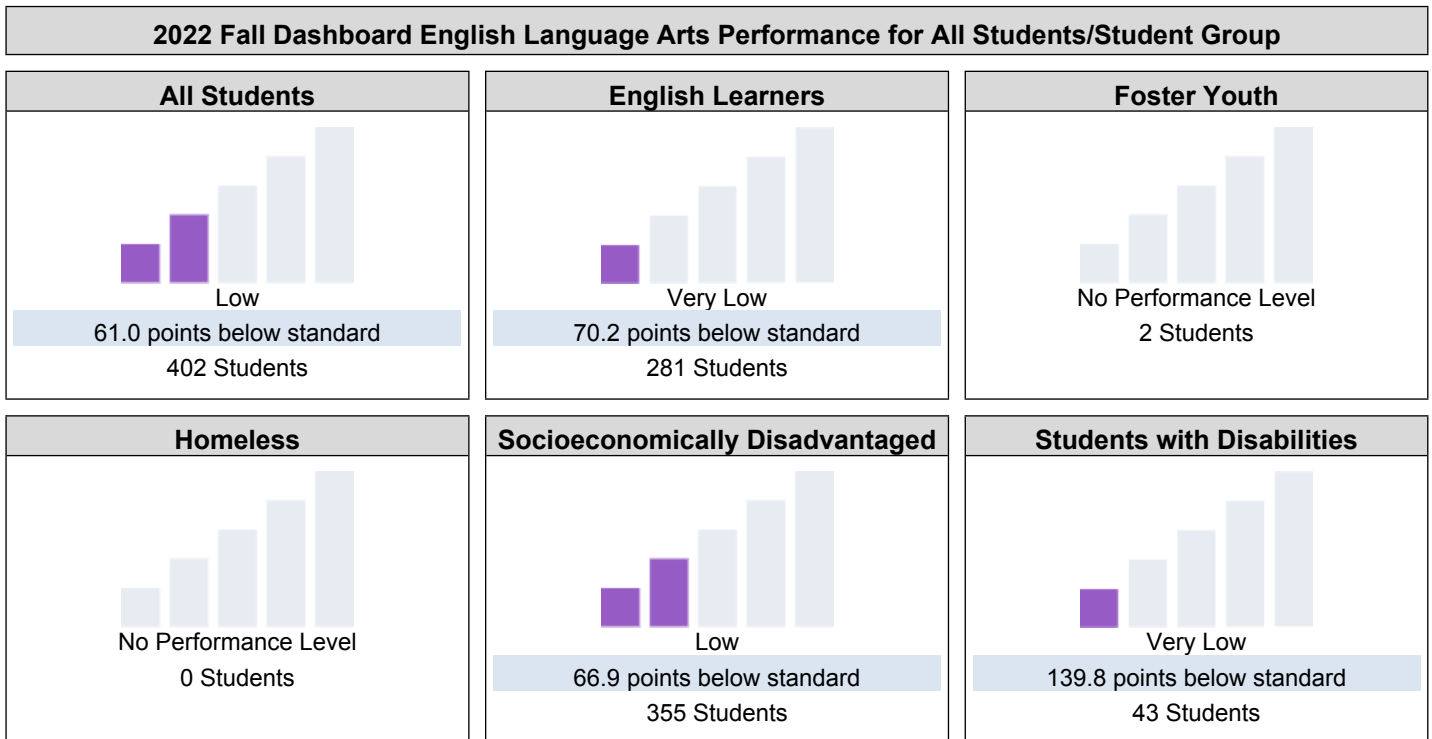 2022 Fall Dashboard English Language Arts Performance for All Students/Student Group
All Students
Low
61.0 points below standard
402 Students
English Learners
Very Low
70.2 points below standard
281 Students
Foster Youth
No Performance Level
2 Students
Homeless
No Performance Level
0 Students
Socioeconomically Disadvantaged
Low
66.9 points below standard
355 Students
Students with Disabilities
Very Low
139.8 points below standard
43 Students